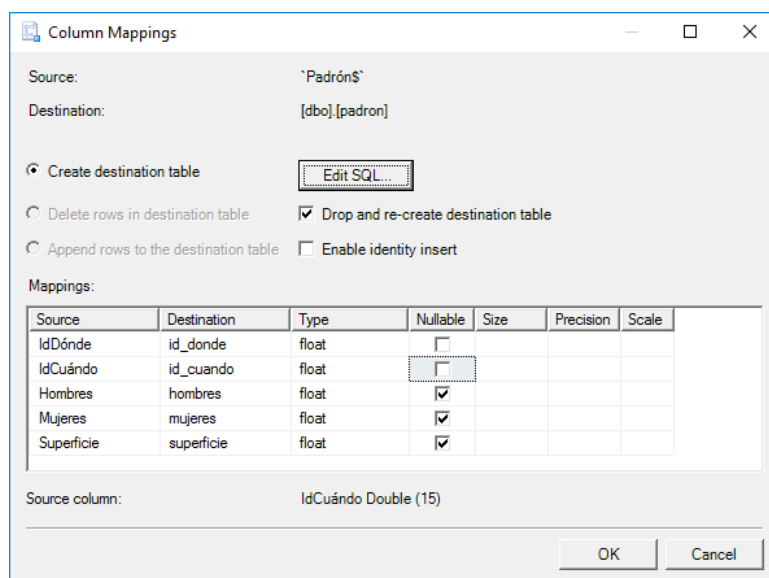 Column Mappings
Source: `Padrón$`
Destination: [dbo].[padron]
Create destination table Edit SQL...
Delete rows in destination table Drop and re-create destination table
Append rows to the destination table Enable identity insert
Mappings:
Source Destination Type Nullable Size Precision Scale
IdDónde id_donde float
IdCuándo id_cuando float
Hombres hombres float
Mujeres mujeres float
Superficie superficie float
Source column: IdCuándo Double (15)
OK Cancel